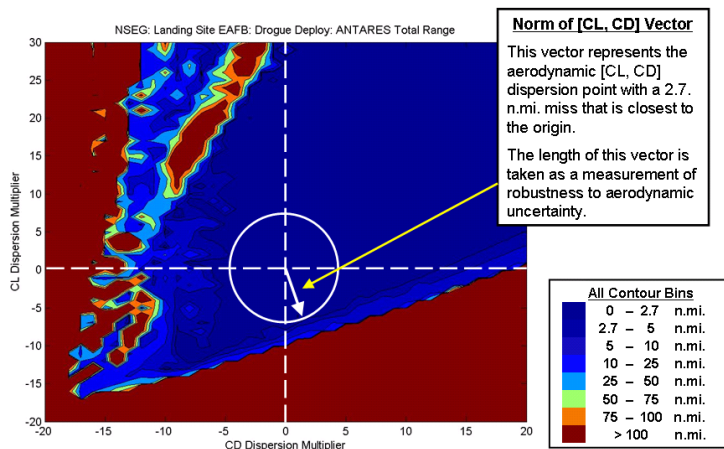 NSEG: Landing Site EAFB: Drogue Deploy: ANTARES Total Range
CL Dispersion Multiplier
30
25
20
15
10
5
0
-5
-10
-15
-20
-20
-15
-10
-5
0
5
10
15
20
CD Dispersion Multiplier
Norm of [CL, CD] Vector
This vector represents the
aerodynamic [CL, CD]
dispersion point with a 2.7.
n.mi. miss that is closest to
the origin.
The length of this vector is
taken as a measurement of
robustness to aerodynamic
uncertainty.
All Contour Bins
0 – 2.7 n.mi.
2.7 – 5 n.mi.
5 – 10 n.mi.
10 – 25 n.mi.
25 – 50 n.mi.
50 – 75 n.mi.
75 – 100 n.mi.
> 100 n.mi.